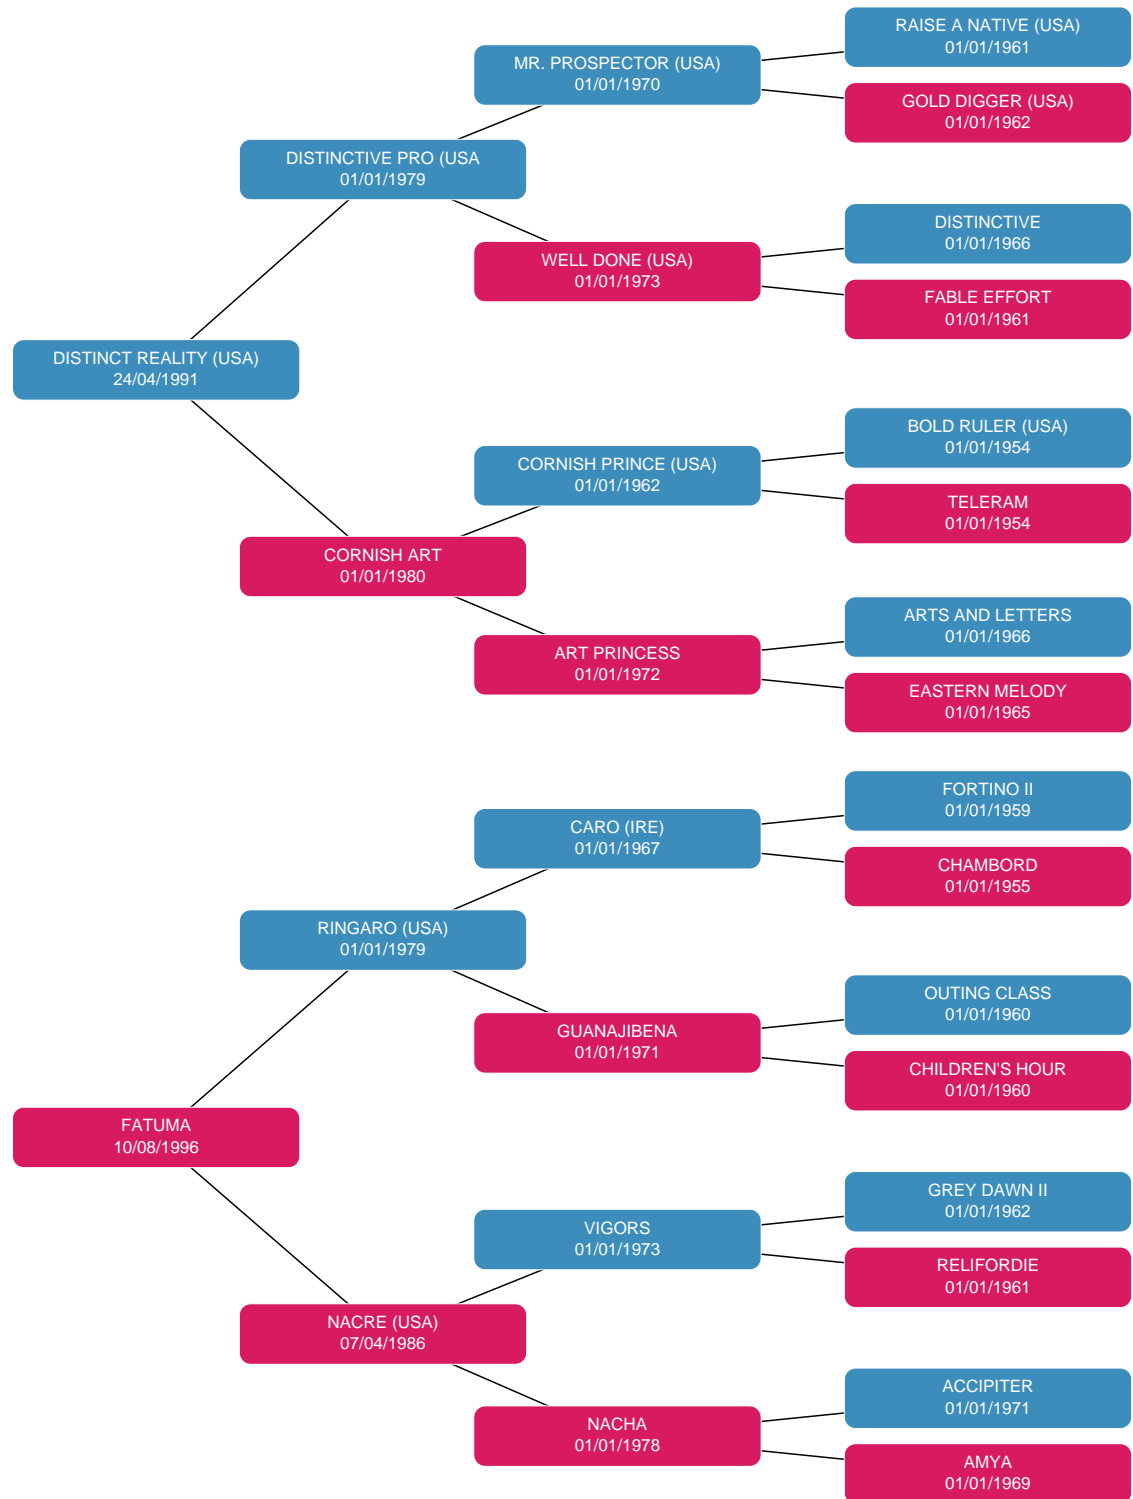 RAISE A NATIVE (USA)
01/01/1961
MR. PROSPECTOR (USA)
01/01/1970
GOLD DIGGER (USA)
01/01/1962
DISTINCTIVE PRO (USA
01/01/1979
DISTINCTIVE
01/01/1966
WELL DONE (USA)
01/01/1973
FABLE EFFORT
01/01/1961
DISTINCT REALITY (USA)
24/04/1991
BOLD RULER (USA)
01/01/1954
CORNISH PRINCE (USA)
01/01/1962
TELERAM
01/01/1954
CORNISH ART
01/01/1980
ARTS AND LETTERS
01/01/1966
ART PRINCESS
01/01/1972
EASTERN MELODY
01/01/1965
FORTINO II
01/01/1959
CARO (IRE)
01/01/1967
CHAMBORD
01/01/1955
RINGARO (USA)
01/01/1979
OUTING CLASS
01/01/1960
GUANAJIBENA
01/01/1971
CHILDREN'S HOUR
01/01/1960
FATUMA
10/08/1996
GREY DAWN II
01/01/1962
VIGORS
01/01/1973
RELIFORDIE
01/01/1961
NACRE (USA)
07/04/1986
ACCIPITER
01/01/1971
NACHA
01/01/1978
AMYA
01/01/1969